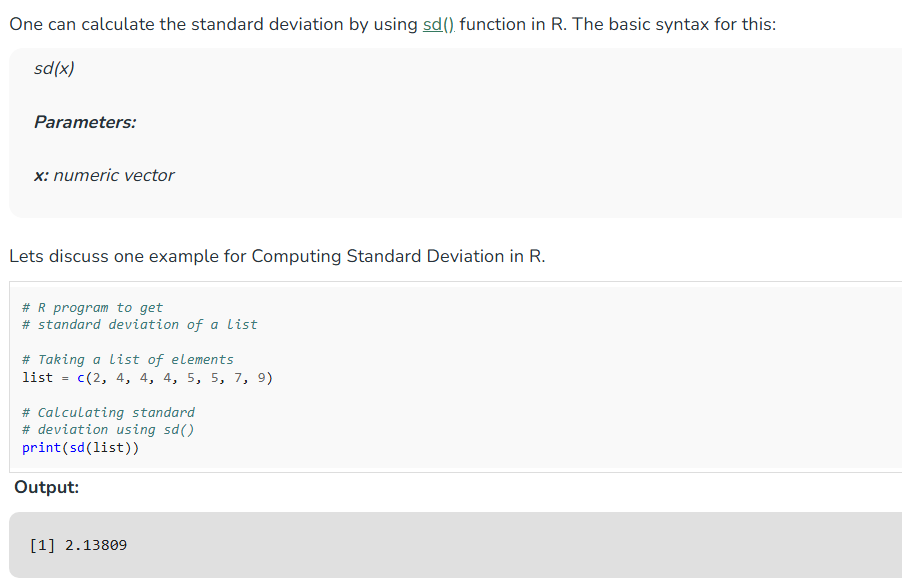 One can calculate the standard deviation by using sd() function in R. The basic syntax for this:
sd(x)
Parameters:
x: numeric vector
Lets discuss one example for Computing Standard Deviation in R.
# R program to get
# standard deviation of a list
# Taking a list of elements
list = c(2, 4, 4, 4, 5, 5, 7, 9)
# Calculating standard
# deviation using sd()
print(sd(list))
Output:
[1] 2.13809